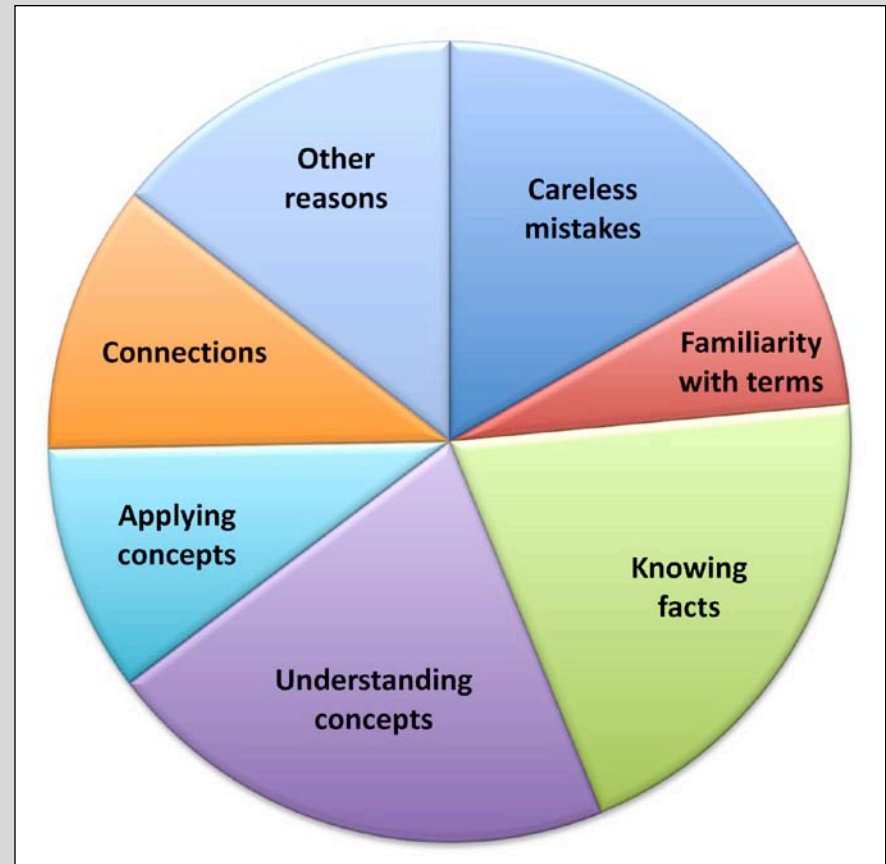 Other
reasons
Careless
mistakes
Familiarity
with terms
Connections
Applying
concepts
Knowing
facts
Understanding
concepts